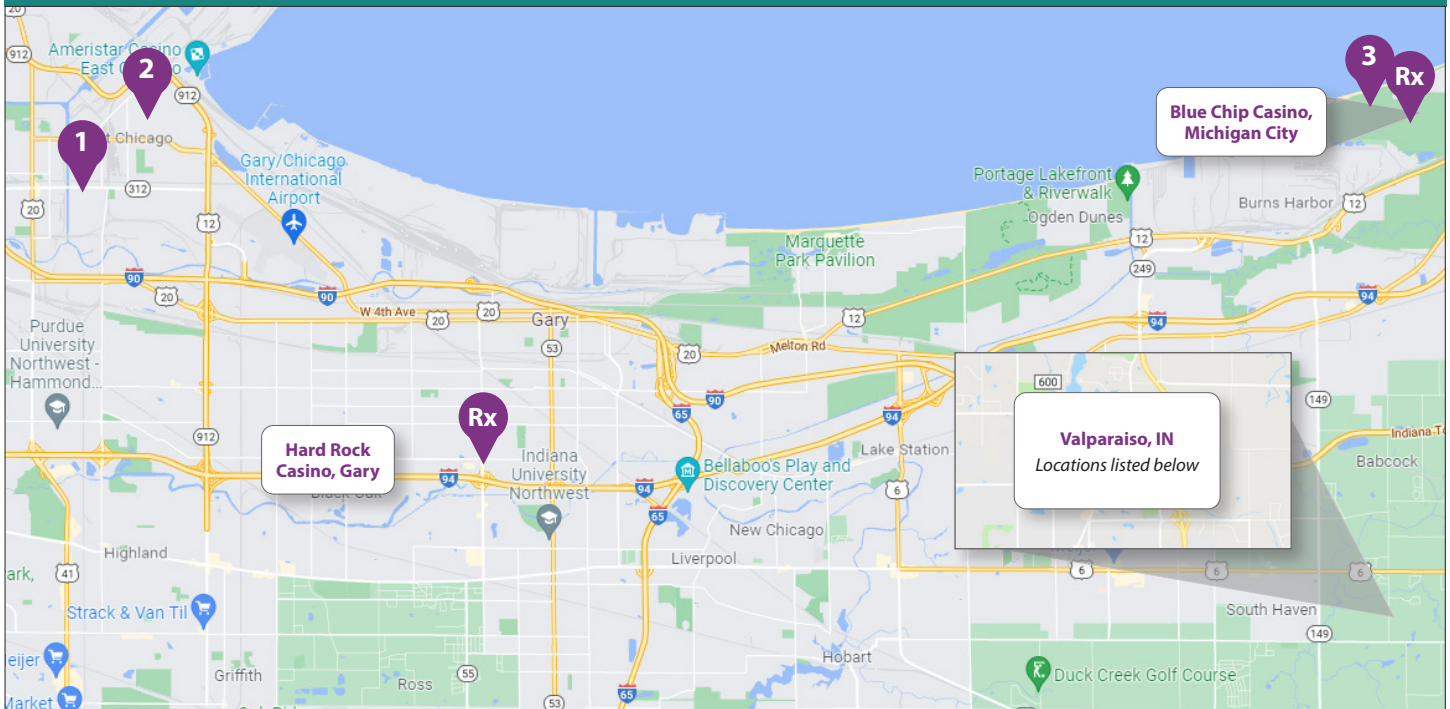 20
912
Ameristar Casino
East C
o
2
912
1
t Chicago
312
20
12
Gary/Chicago
International
Airport
3
Rx
Blue Chip Casino,
Michigan City
Portage Lakefront
& Riverwalk
Ogden Dunes
Burns Harbor
12
12
249
Marquette
Park Pavilion
90
20
90
W 4th Ave
20
20
Gary
53
12
20
Melton Rd
94
94
Purdue
University
Northwest -
Hammond...
65
90
94
600
149
912
Rx
Hard Rock
Casino, Gary
94
Indiana
University
Northwest
94
Bellaboo's Play and
Discovery Center
Lake Station
6
Valparaiso, IN
Locations listed below
Indiana To
Babcock
65
New Chicago
Liverpool
Highland
ark,
41
6
6
6
Strack & Van Til
South Haven
149
eijer
Griffith
Ross
55
Hobart
Duck Creek Golf Course
Market
53
65